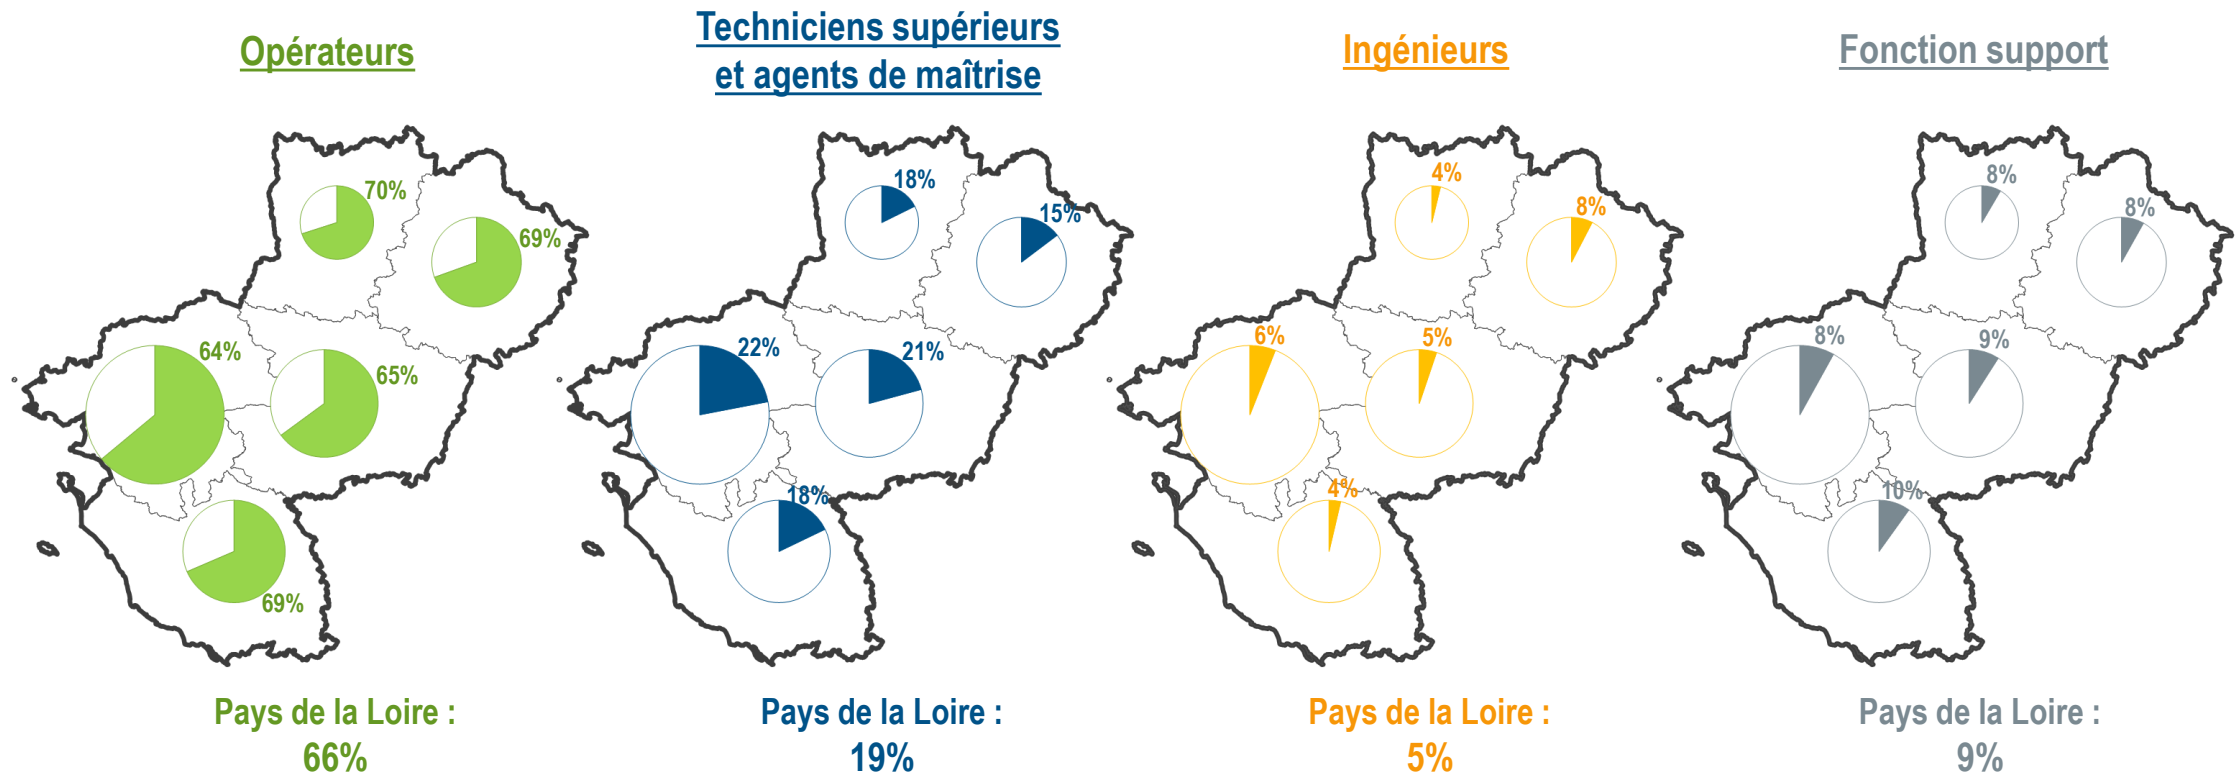 Opérateurs
70%
69%
64%
65%
69%
Pays de la Loire :
66%
Techniciens supérieurs
et agents de maîtrise
18%
15%
22%
21%
18%
Pays de la Loire :
19%
Ingénieurs
4%
8%
6%
5%
4%
Pays de la Loire :
5%
Fonction support
8%
8%
8%
9%
10%
Pays de la Loire :
9%